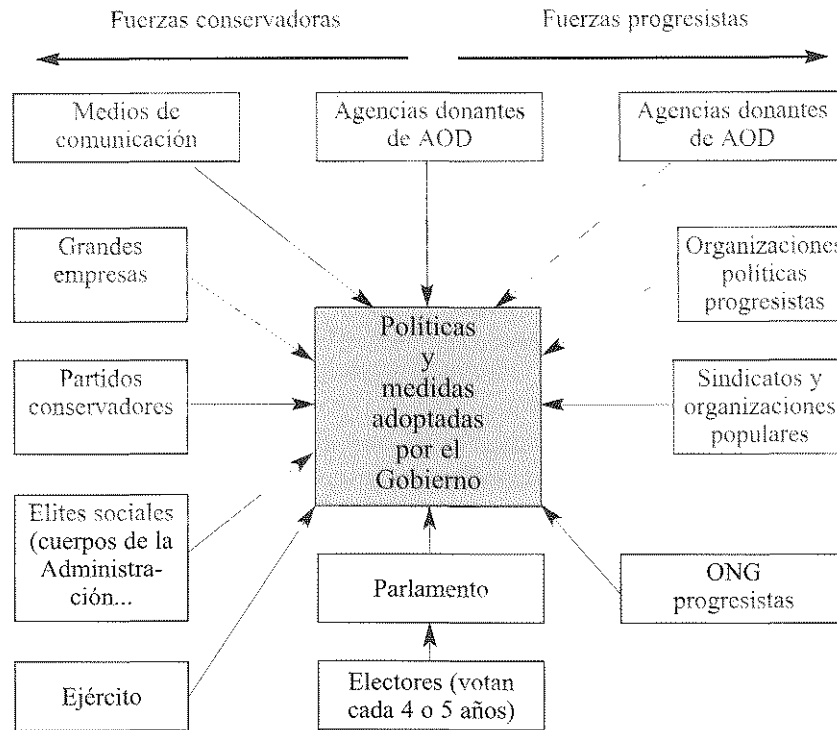 Fuerzas conservadoras
Fuerzas progresistas
Medios de
comunicación
Agencias donantes
de AOD
Agencias donantes
de AOD
Grandes
empresas
Organizaciones
políticas
progresistas
Políticas
y
medidas
adoptadas
por el
Gobierno
Partidos
conservadores
Sindicatos y
organizaciones
populares
Elites sociales
(cuerpos de la
Administra-
ción...
Parlamento
ONG
progresistas
Ejército
Electores (votan
cada 4 o 5 años)